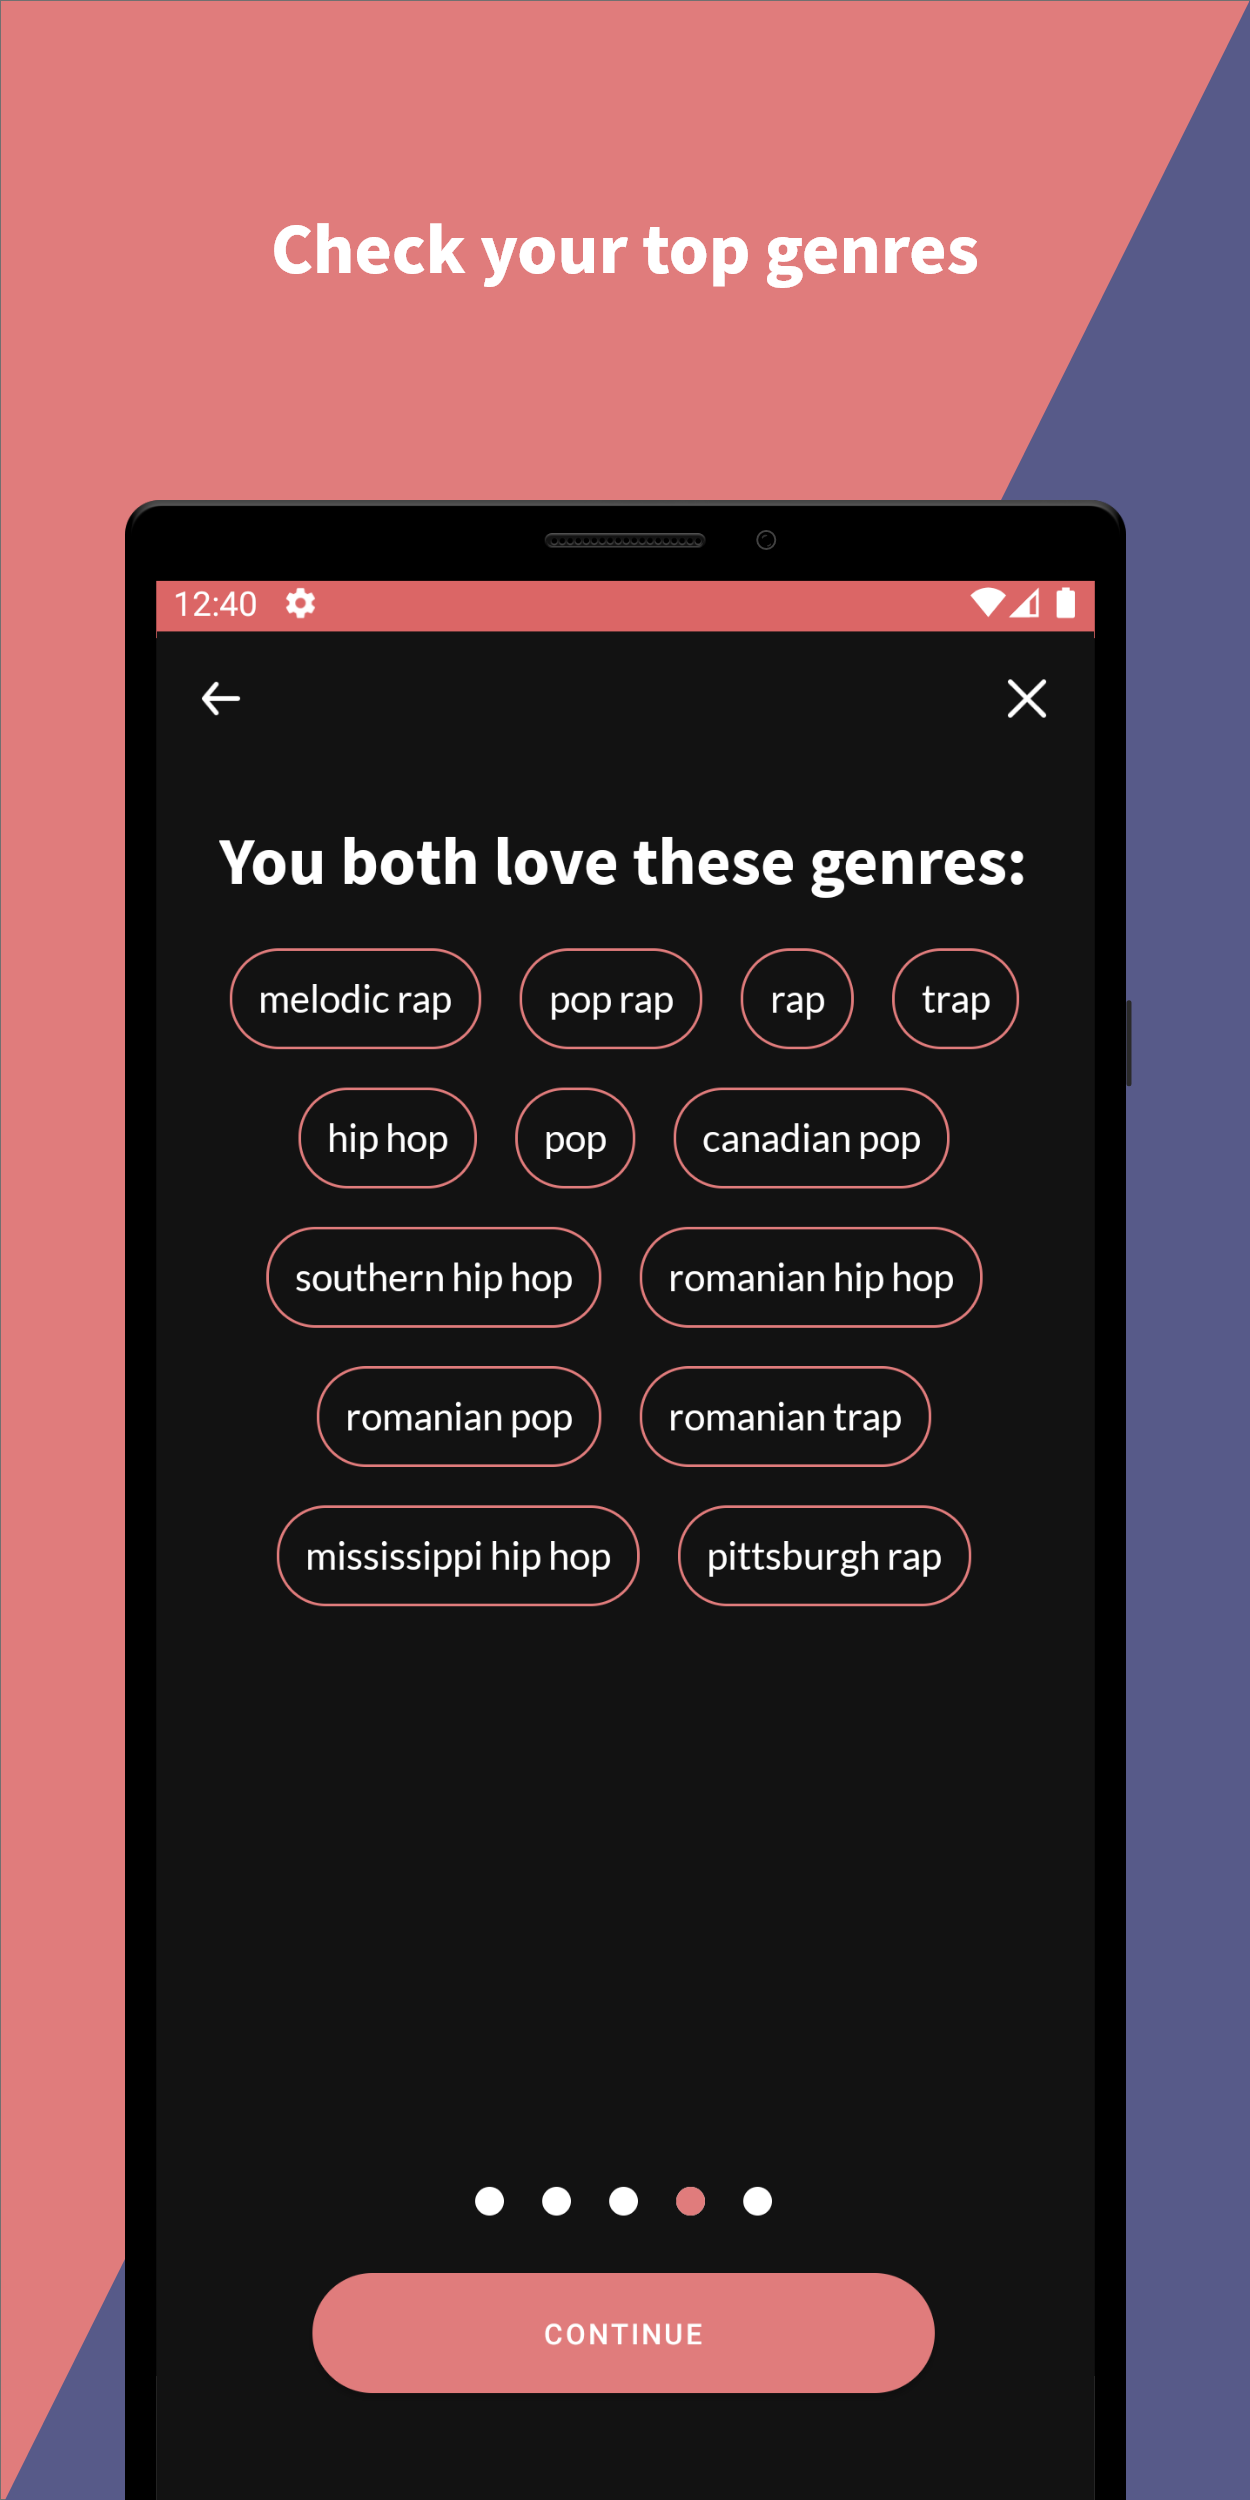 Check your top genres
12:40
You both love these genres:
melodic rap pop rap rap trap
hip hop pop canadian pop
southern hip hop romanian hip hop
romanian pop romanian trap
mississippi hip hop pittsburgh rap
CONTINUE